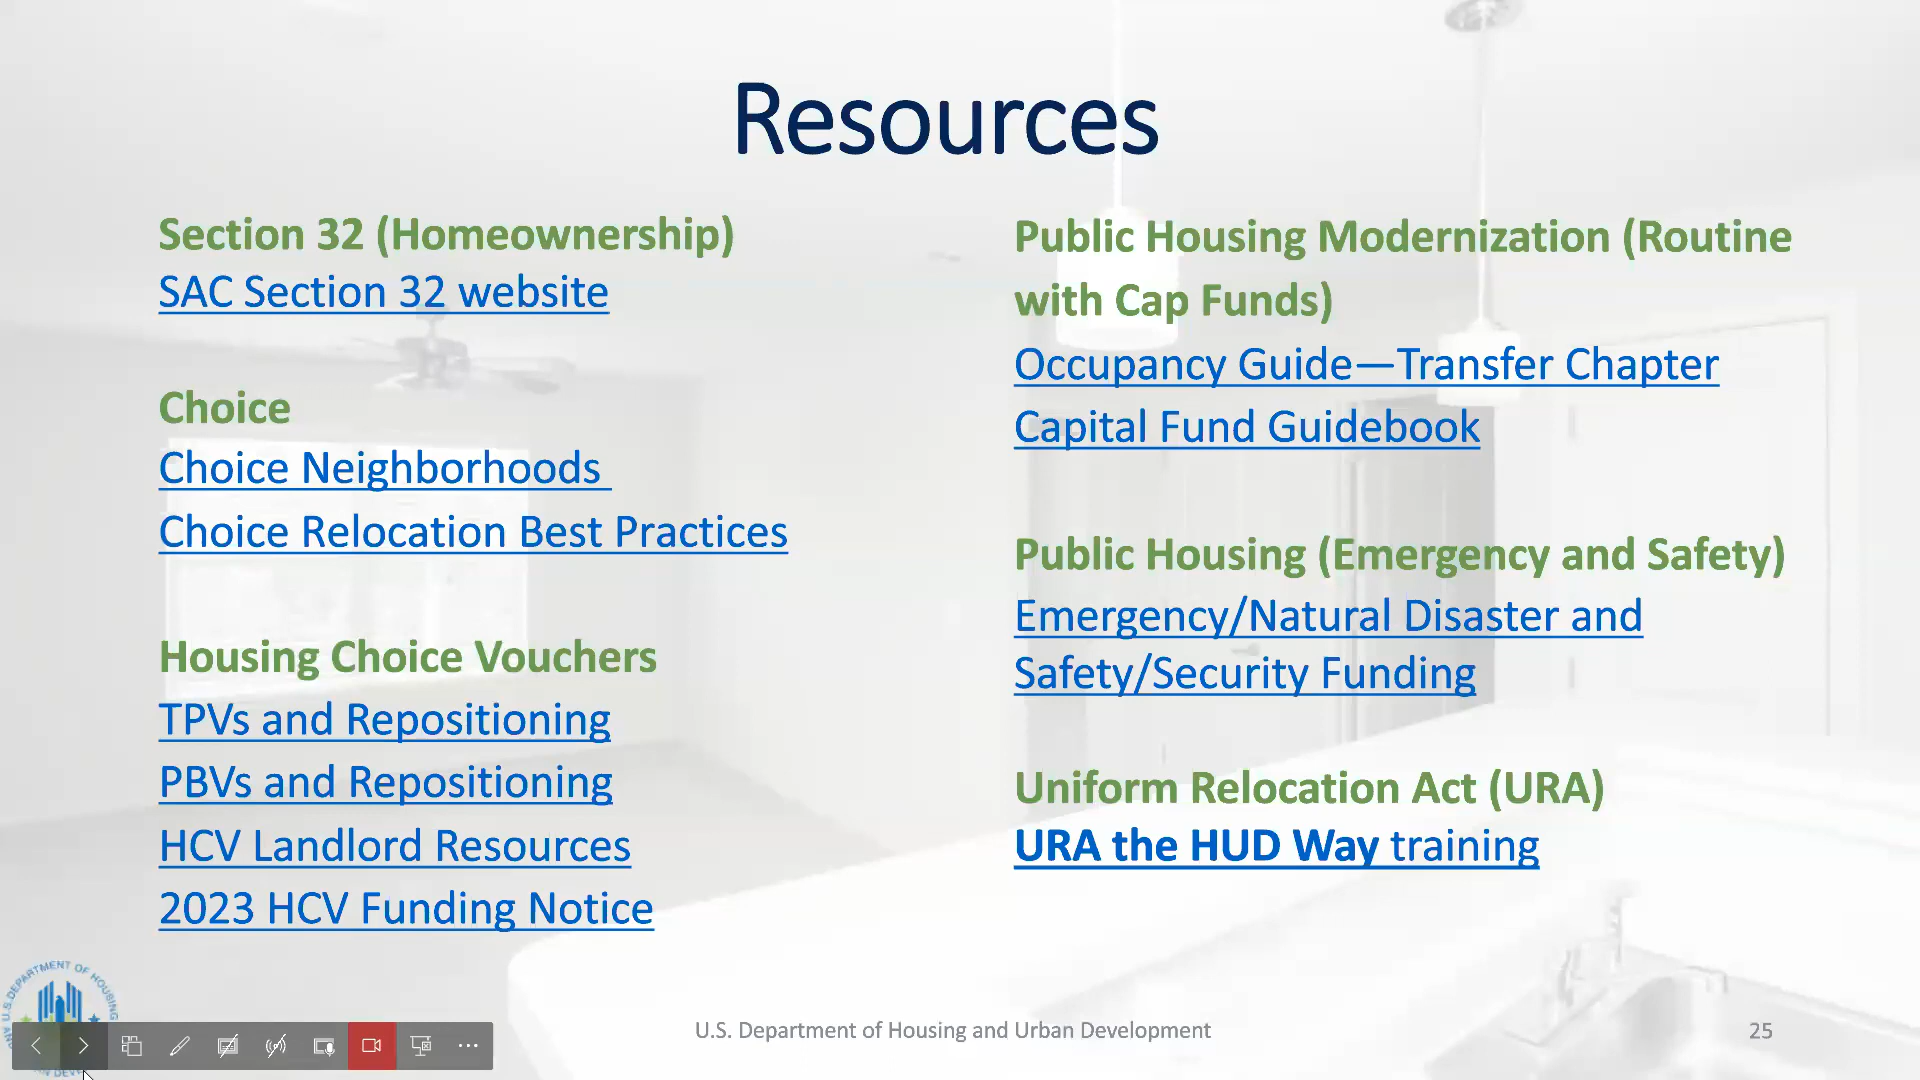 Resources
Section 32 (Homeownership)
SAC Section 32 website
Choice
Choice Neighborhoods
Choice Relocation Best Practices
Housing Choice Vouchers
TPVs and Repositioning
PBVs and Repositioning
HCV Landlord Resources
2023 HCV Funding Notice
Public Housing Modernization (Routine
with Cap Funds)
Occupancy Guide—Transfer Chapter
Capital Fund Guidebook
Public Housing (Emergency and Safety)
Emergency/Natural Disaster and
Safety/Security Funding
Uniform Relocation Act (URA)
URA the HUD Way training
U.S. DEPARTMENT OF HOUSING
U.S. Department of Housing and Urban Development
25